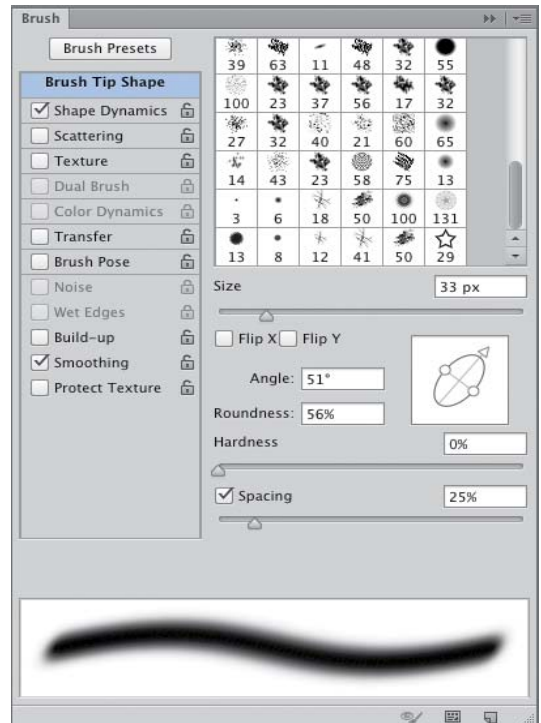 Brush
Brush Presets
Brush Tip Shape
Shape Dynamics
Scattering
Texture
Dual Brush
Color Dynamics
Transfer
Brush Pose
Noise
Wet Edges
Build-up
Smoothing
Protect Texture
39 63 11 48 32 55
100 23 37 56 17 32
27 32 40 21 60 65
14 43 23 58 75 13
3 6 18 50 100 131
13 8 12 41 50 29
Size 33 px
Flip X Flip Y
Angle: 51°
Roundness: 56%
Hardness 0%
Spacing 25%